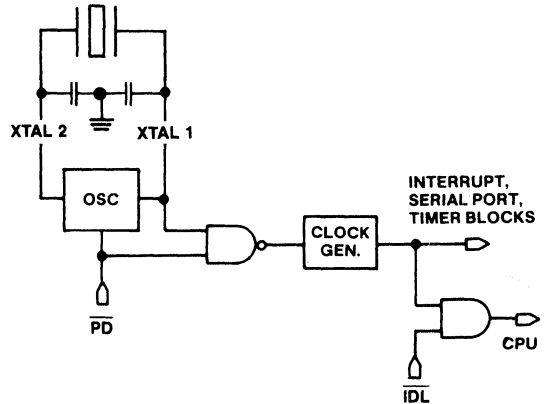 XTAL 2
XTAL 1
OSC
INTERRUPT,
SERIAL PORT,
TIMER BLOCKS
CLOCK
GEN.
PD
CPU
IDL